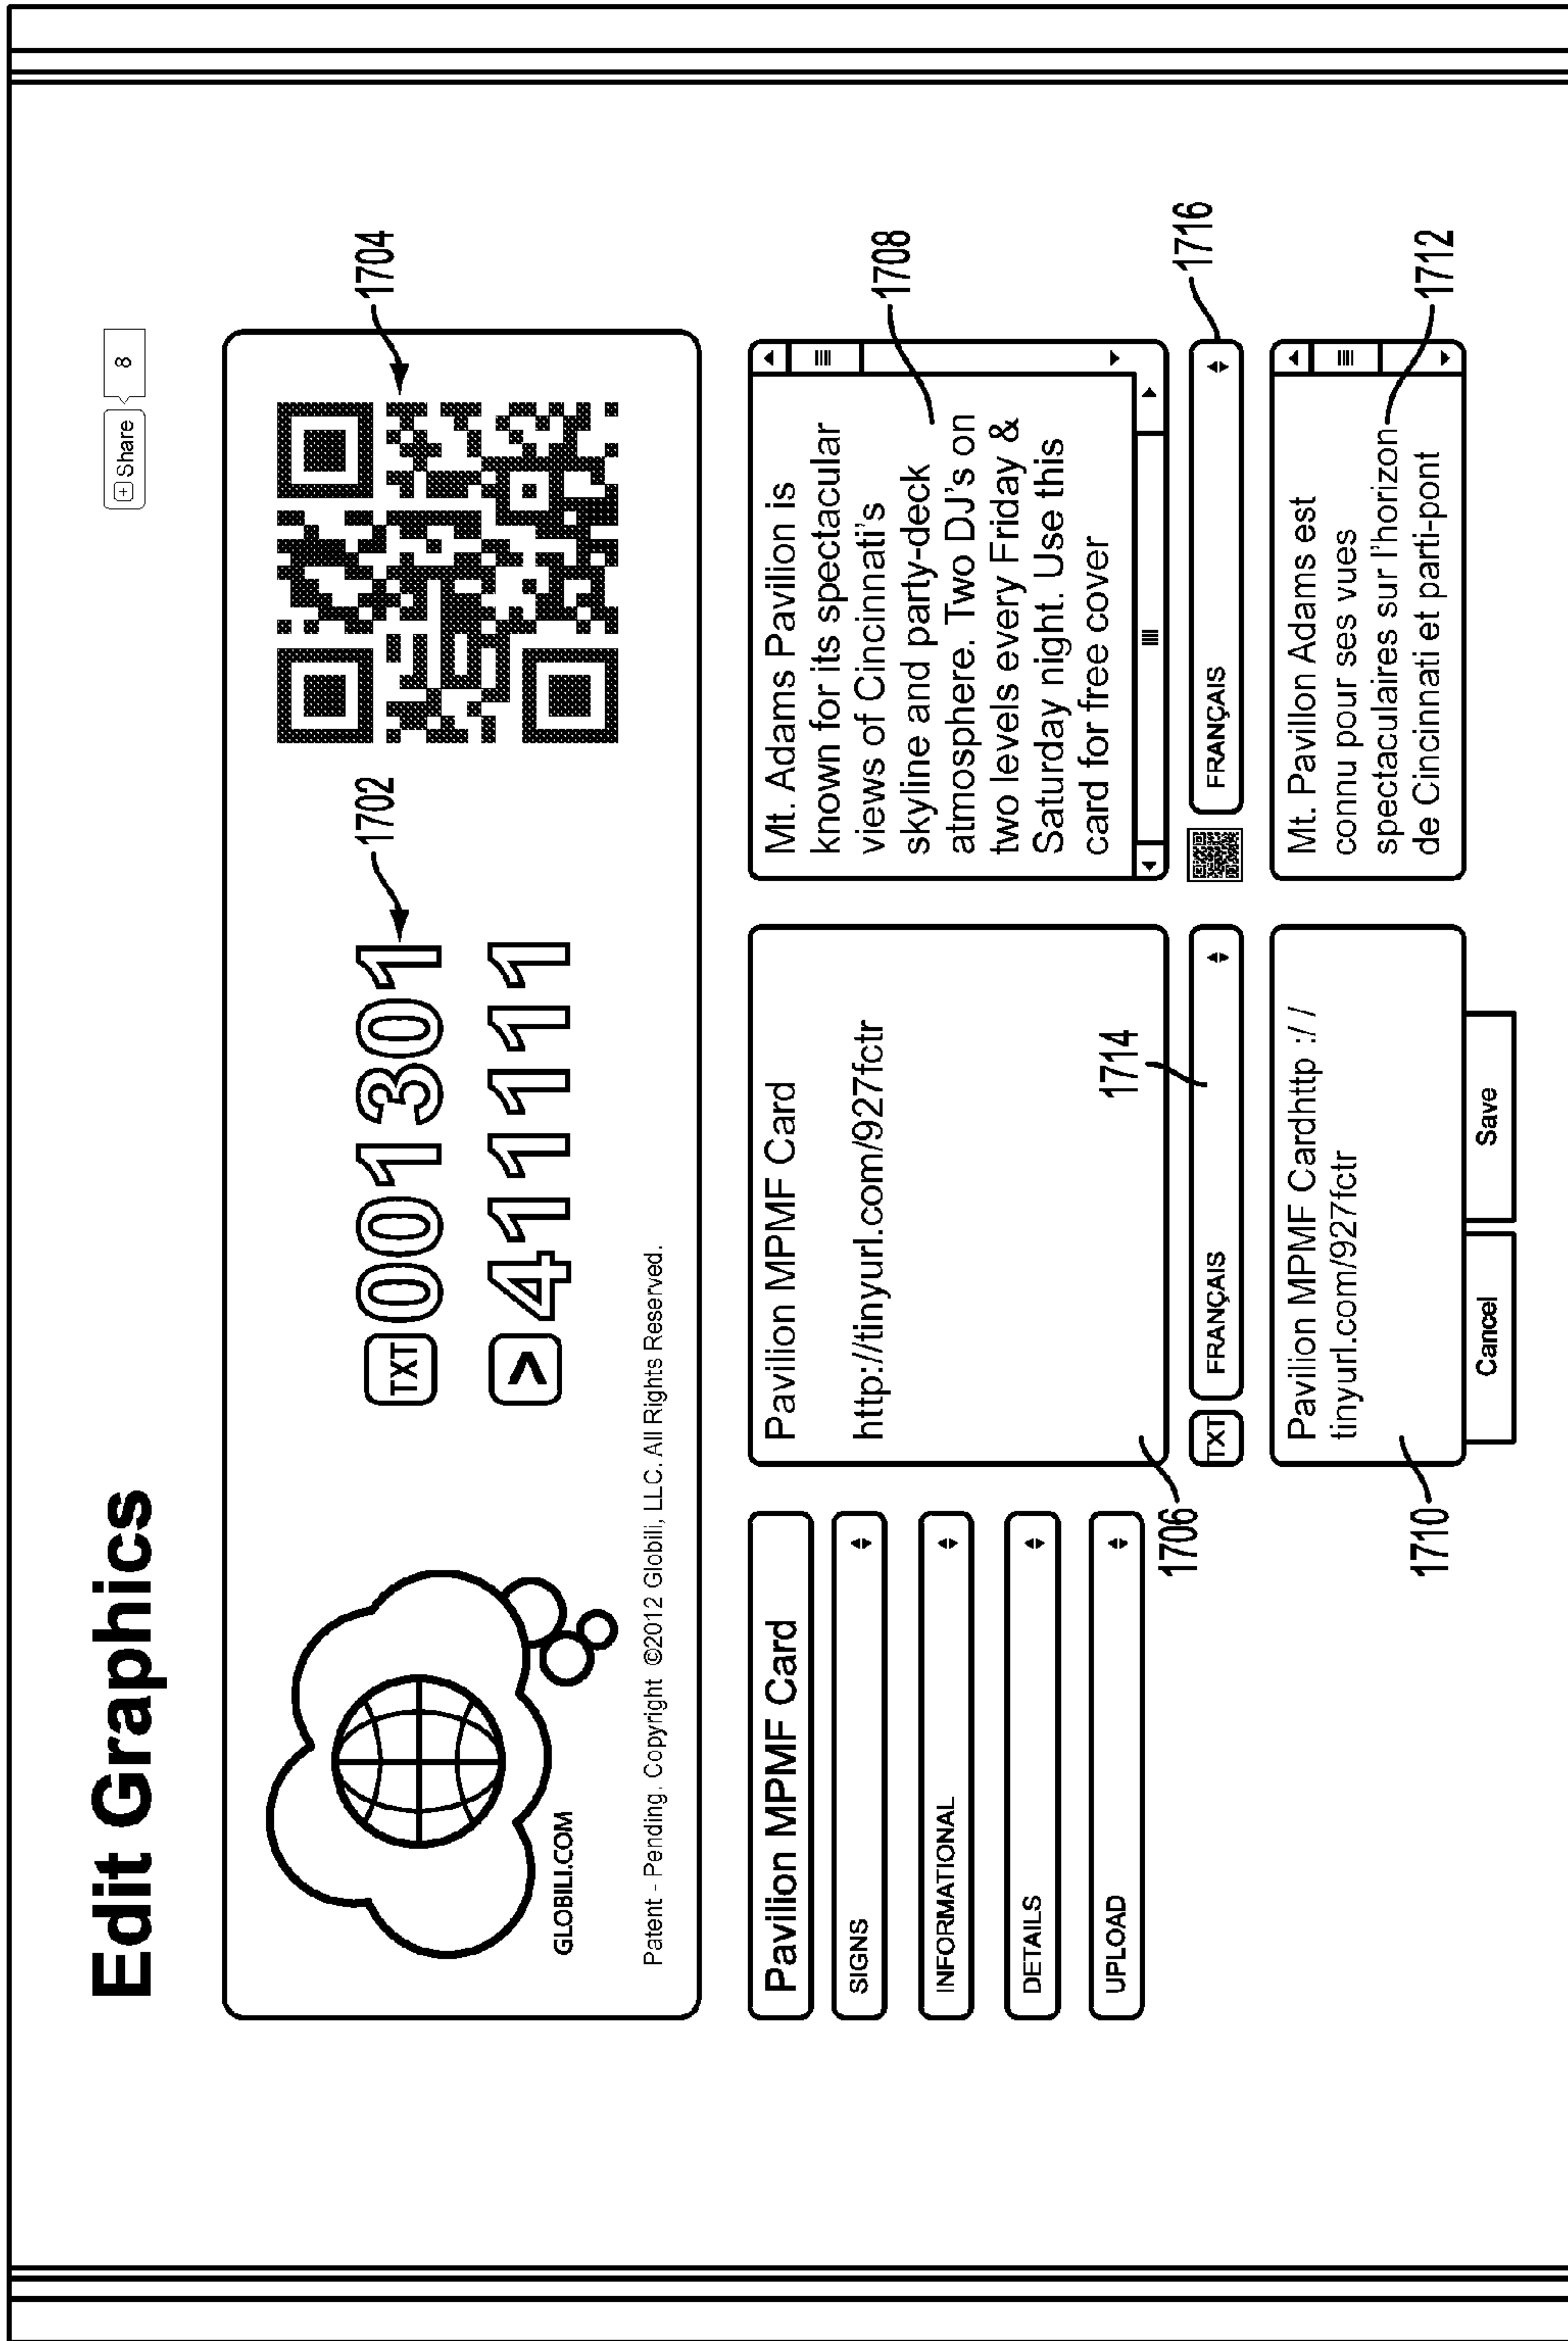 Edit Graphics
Share
8
TXT 001301
1702
1704
> 411111
GLOBILI.COM
Patent - Pending. Copyright ©2012 Globili, LLC. All Rights Reserved.
Pavilion MPMF Card
SIGNS
INFORMATIONAL
DETAILS
UPLOAD
Pavilion MPMF Card
http://tinyurl.com/927fctr
1706
1714
TXT
FRANÇAIS
Pavilion MPMF Cardhttp :/ /
tinyurl.com/927fctr
1710
Cancel
Save
Mt. Adams Pavilion is
known for its spectacular
views of Cincinnati's
skyline and party-deck
atmosphere. Two DJ's on
two levels every Friday &
Saturday night. Use this
card for free cover
1708
FRANÇAIS
1716
Mt. Pavillon Adams est
connu pour ses vues
spectaculaires sur l'horizon
de Cincinnati et parti-pont
1712